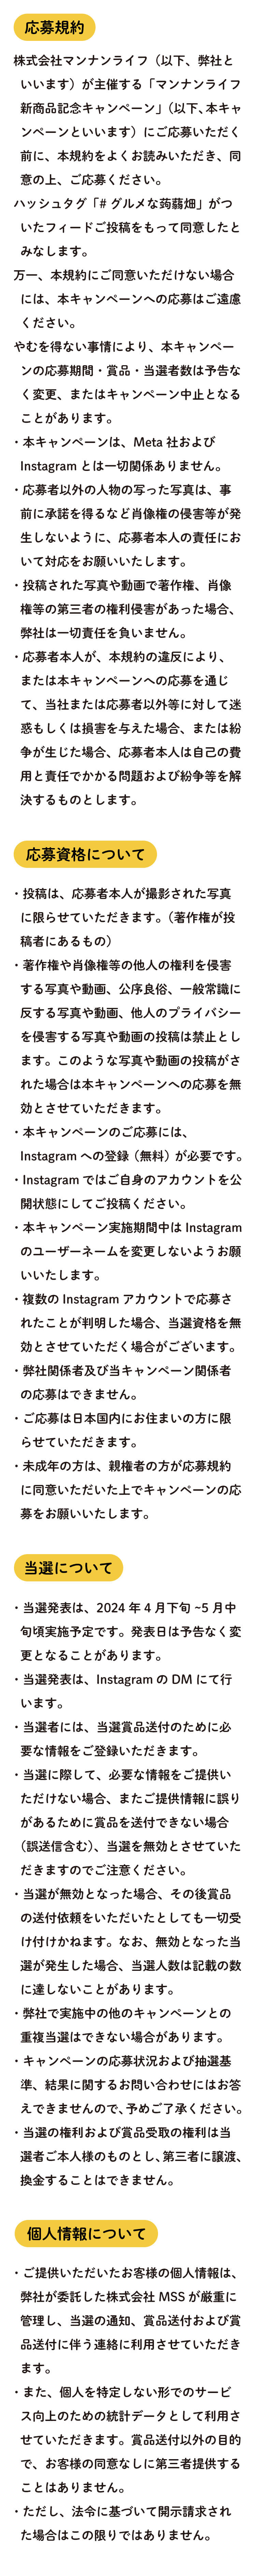 応募規約
株式会社マンナンライフ（以下、弊社と
いいます）が主催する「マンナンライフ
新商品記念キャンペーン」（以下、本キャ
ンペーンといいます）にご応募いただく
前に、本規約をよくお読みいただき、同
意の上、ご応募ください。
ハッシュタグ「# グルメな蒟蒻畑」がつ
いたフィードご投稿をもって同意したと
みなします。
万一、本規約にご同意いただけない場合
には、本キャンペーンへの応募はご遠慮
ください。
やむを得ない事情により、本キャンペー
ンの応募期間・賞品・当選者数は予告な
く変更、またはキャンペーン中止となる
ことがあります。
・本キャンペーンは、Meta 社および
Instagram とは一切関係ありません。
・応募者以外の人物の写った写真は、事
前に承諾を得るなど肖像権の侵害等が発
生しないように、応募者本人の責任にお
いて対応をお願いいたします。
・投稿された写真や動画で著作権、肖像
権等の第三者の権利侵害があった場合、
弊社は一切責任を負いません。
・応募者本人が、本規約の違反により、
または本キャンペーンへの応募を通じ
て、当社または応募者以外等に対して迷
惑もしくは損害を与えた場合、または紛
争が生じた場合、応募者本人は自己の費
用と責任でかかる問題および紛争等を解
決するものとします。
応募資格について
・投稿は、応募者本人が撮影された写真
に限らせていただきます。（著作権が投
稿者にあるもの）
・著作権や肖像権等の他人の権利を侵害
する写真や動画、公序良俗、一般常識に
反する写真や動画、他人のプライバシー
を侵害する写真や動画の投稿は禁止とし
ます。このような写真や動画の投稿がさ
れた場合は本キャンペーンへの応募を無
効とさせていただきます。
・本キャンペーンのご応募には、
Instagram への登録（無料）が必要です。
・Instagram ではご自身のアカウントを公
開状態にしてご投稿ください。
・本キャンペーン実施期間中は Instagram
のユーザーネームを変更しないようお願
いいたします。
・複数の Instagram アカウントで応募さ
れたことが判明した場合、当選資格を無
効とさせていただく場合がございます。
・弊社関係者及び当キャンペーン関係者
の応募はできません。
・ご応募は日本国内にお住まいの方に限
らせていただきます。
・未成年の方は、親権者の方が応募規約
に同意いただいた上でキャンペーンの応
募をお願いいたします。
当選について
・当選発表は、2024 年 4 月下旬 ~5 月中
旬頃実施予定です。発表日は予告なく変
更となることがあります。
・当選発表は、Instagram の DM にて行
います。
・当選者には、当選賞品送付のために必
要な情報をご登録いただきます。
・当選に際して、必要な情報をご提供い
ただけない場合、またご提供情報に誤り
があるために賞品を送付できない場合
（誤送信含む）、当選を無効とさせていた
だきますのでご注意ください。
・当選が無効となった場合、その後賞品
の送付依頼をいただいたとしても一切受
け付けかねます。なお、無効となった当
選が発生した場合、当選人数は記載の数
に達しないことがあります。
・弊社で実施中の他のキャンペーンとの
重複当選はできない場合があります。
・キャンペーンの応募状況および抽選基
準、結果に関するお問い合わせにはお答
えできませんので、予めご了承ください。
・当選の権利および賞品受取の権利は当
選者ご本人様のものとし、第三者に譲渡、
換金することはできません。
個人情報について
・ご提供いただいたお客様の個人情報は、
弊社が委託した株式会社 MSS が厳重に
管理し、当選の通知、賞品送付および賞
品送付に伴う連絡に利用させていただき
ます。
・また、個人を特定しない形でのサービ
ス向上のための統計データとして利用さ
せていただきます。賞品送付以外の目的
で、お客様の同意なしに第三者提供する
ことはありません。
・ただし、法令に基づいて開示請求され
た場合はこの限りではありません。